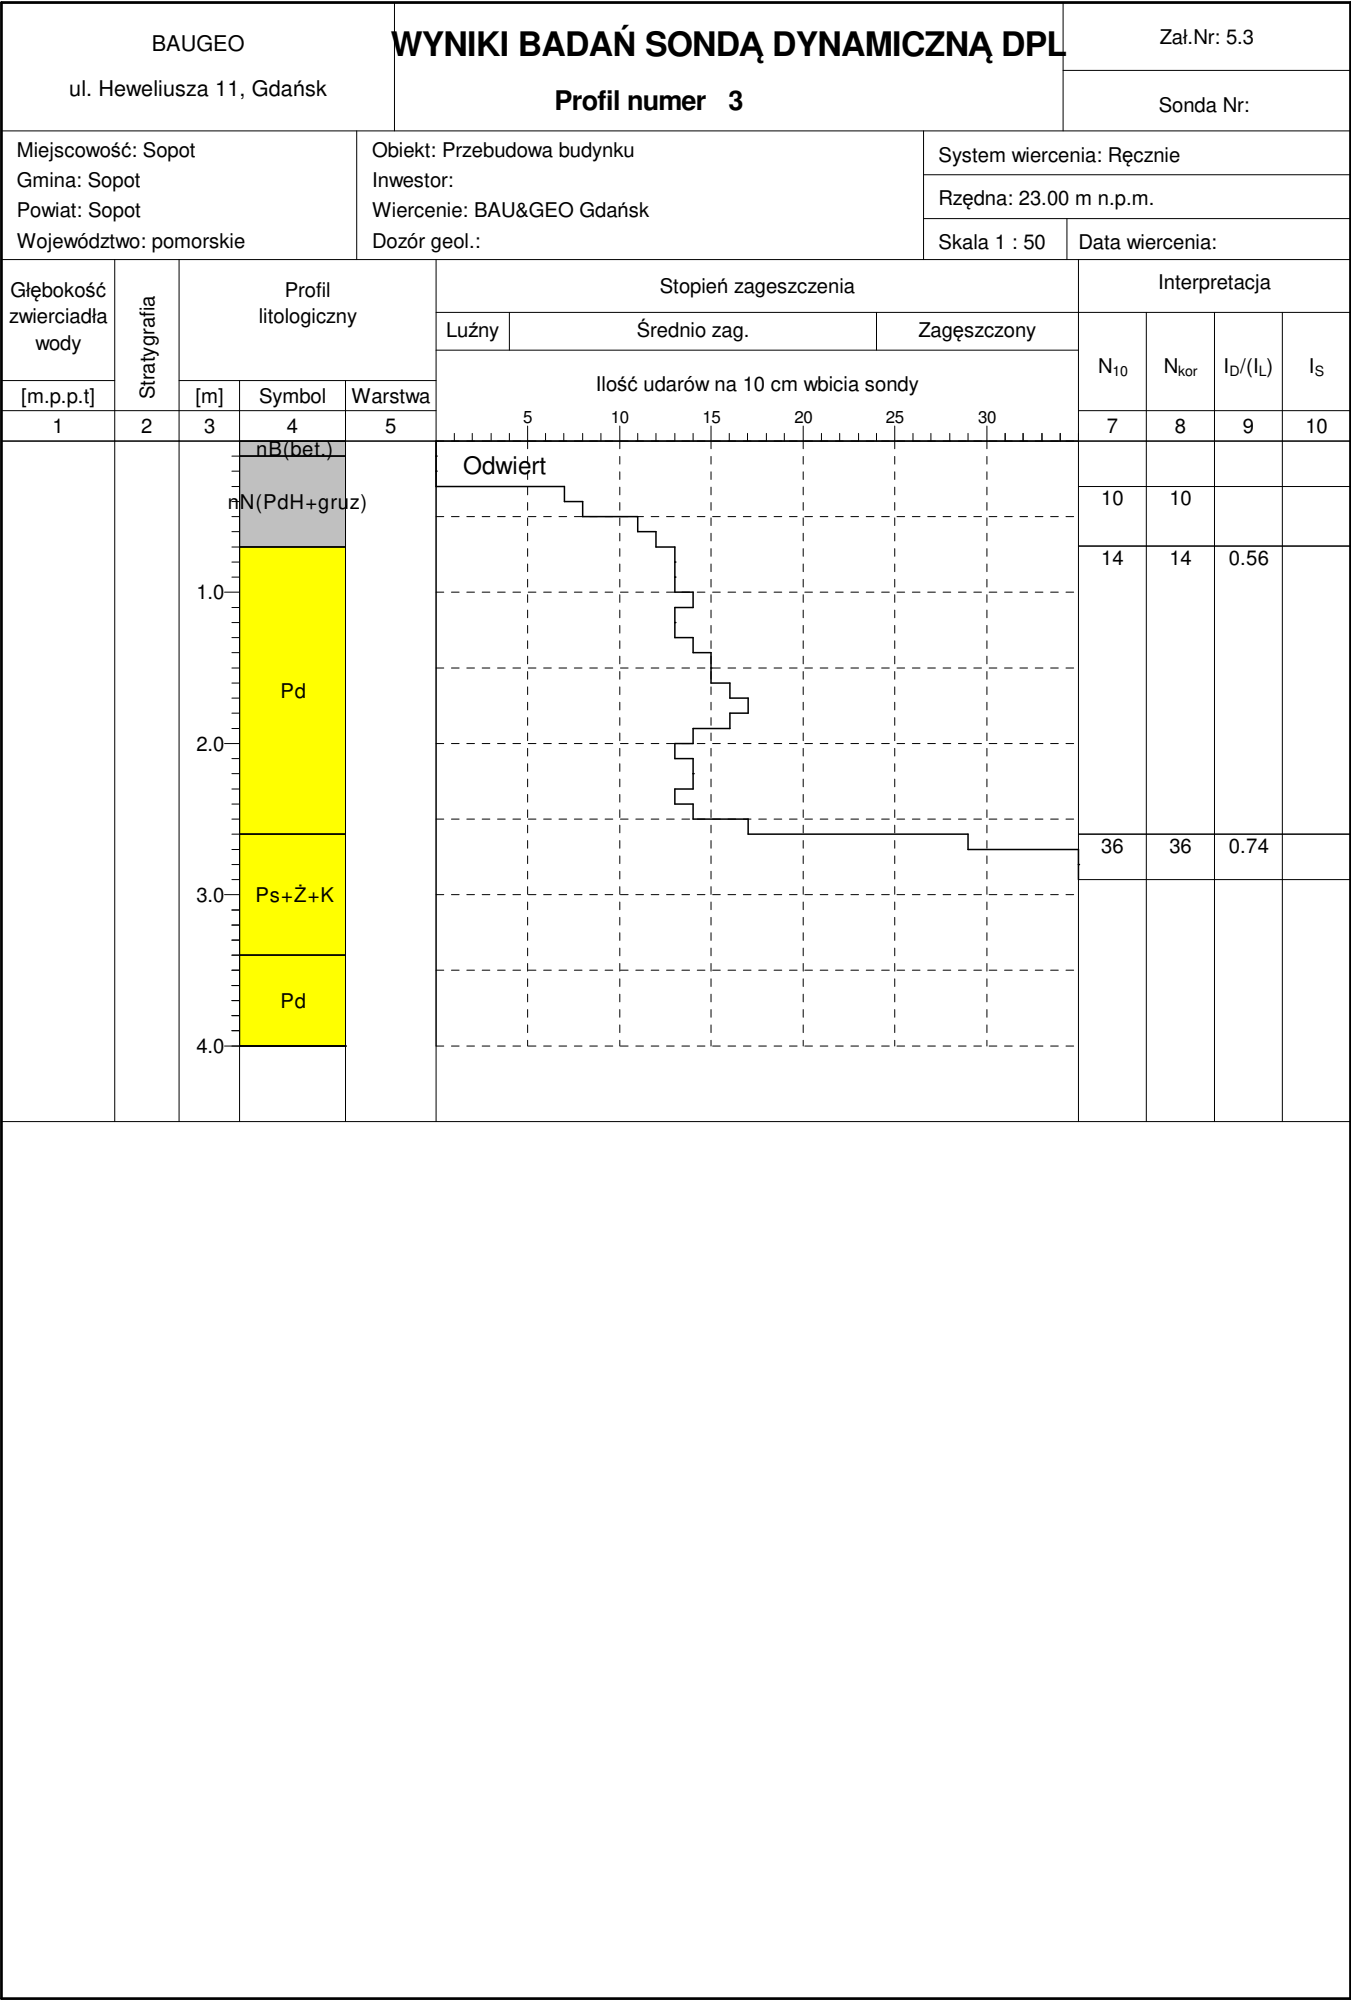 BAUGEO
ul. Heweliusza 11, Gdańsk
WYNIKI BADAŃ SONDĄ DYNAMICZNĄ DPL
Profil numer 3
Zał.Nr: 5.3
Sonda Nr:
Miejscowość: Sopot
Gmina: Sopot
Powiat: Sopot
Województwo: pomorskie
Obiekt: Przebudowa budynku
Inwestor:
Wiercenie: BAU&GEO Gdańsk
Dozór geol.:
System wiercenia: Ręcznie
Rzędna: 23.00 m n.p.m.
Skala 1 : 50
Data wiercenia:
Głębokość
zwierciadła
wody
[m.p.p.t]
Stratygrafia
Profil
litologiczny
[m]
Symbol
Warstwa
Stopień zageszczenia
Luźny
Średnio zag.
Zagęszczony
Ilość udarów na 10 cm wbicia sondy
5 10 15 20 25 30
Interpretacja
N10
Nkor
ID/(IL)
IS
1 2 3 4 5 7 8 9 10
nB(bet.)
Odwiert
nN(PdH+gruz)
10 10
14 14 0.56
1.0
Pd
2.0
36 36 0.74
3.0
Ps+Ż+K
Pd
4.0